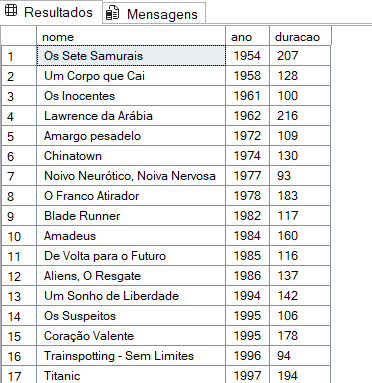 Resultados Mensagens
nome ano duracao
1 Os Sete Samurais 1954 207
2 Um Corpo que Cai 1958 128
3 Os Inocentes 1961 100
4 Lawrence da Arábia 1962 216
5 Amargo pesadelo 1972 109
6 Chinatown 1974 130
7 Noivo Neurótico, Noiva Nervosa 1977 93
8 O Franco Atirador 1978 183
9 Blade Runner 1982 117
10 Amadeus 1984 160
11 De Volta para o Futuro 1985 116
12 Aliens, O Resgate 1986 137
13 Um Sonho de Liberdade 1994 142
14 Os Suspeitos 1995 106
15 Coração Valente 1995 178
16 Trainspotting - Sem Limites 1996 94
17 Titanic 1997 194